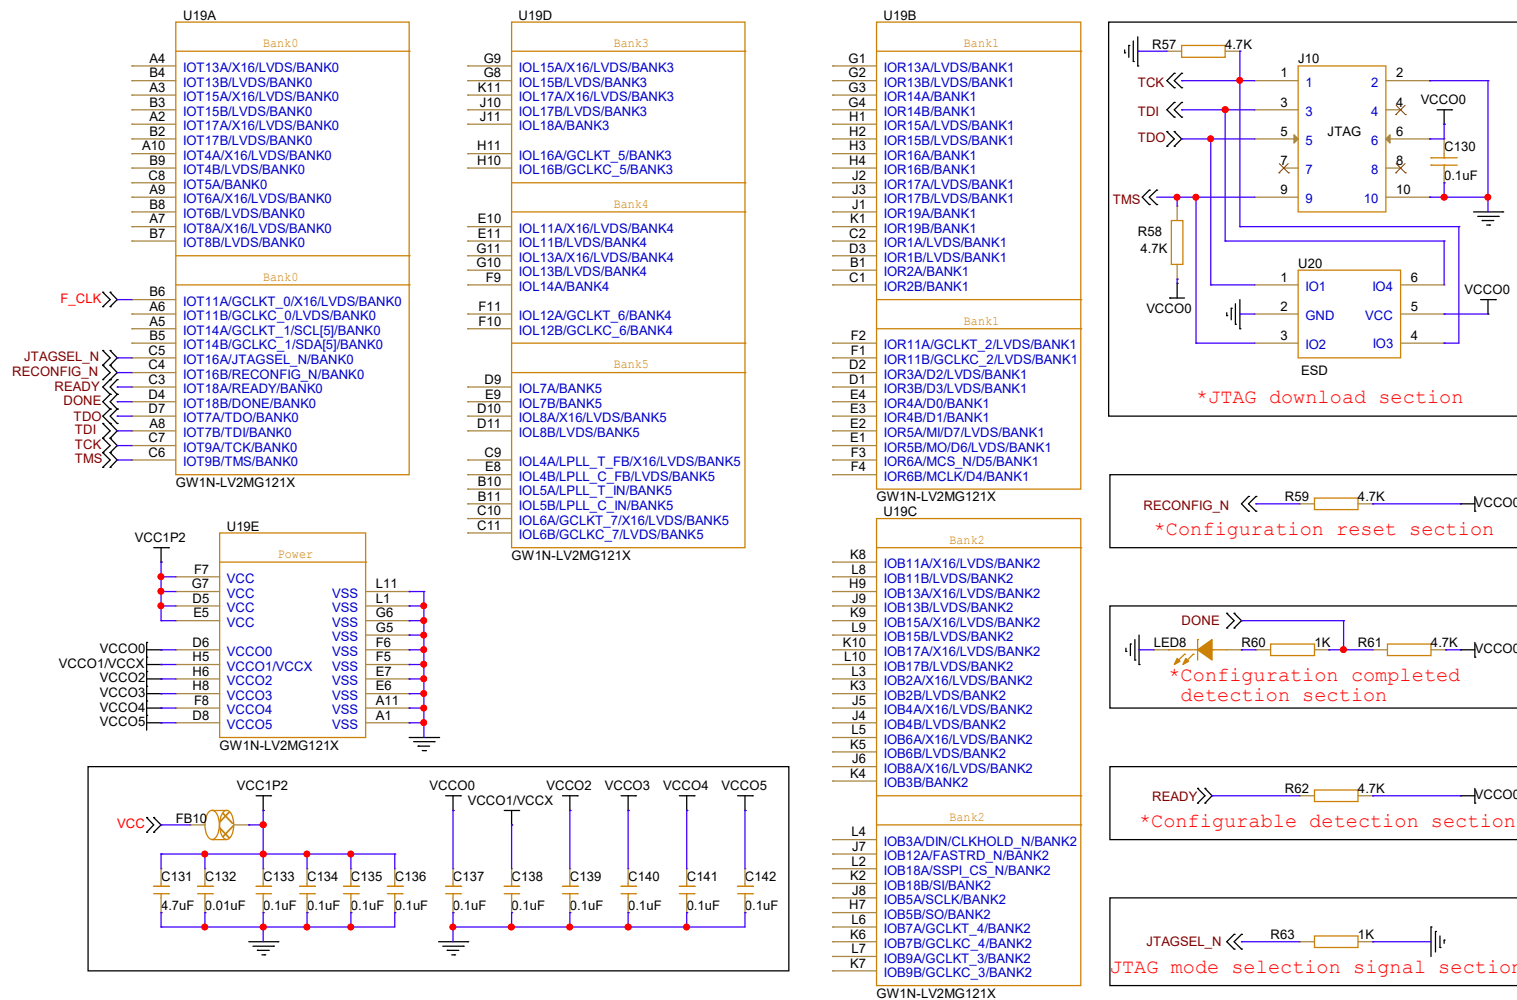 U19A
Bank0
A4 IOT13A/X16/LVDS/BANK0
B4 IOT13B/LVDS/BANK0
A3 IOT15A/X16/LVDS/BANK0
B3 IOT15B/LVDS/BANK0
A2 IOT17A/X16/LVDS/BANK0
B2 IOT17B/LVDS/BANK0
A10 IOT4A/X16/LVDS/BANK0
B9 IOT4B/LVDS/BANK0
C8 IOT5A/BANK0
A9 IOT6A/X16/LVDS/BANK0
B8 IOT6B/LVDS/BANK0
A7 IOT8A/X16/LVDS/BANK0
B7 IOT8B/LVDS/BANK0
Bank0
F_CLK B6 IOT11A/GCLKT_0/X16/LVDS/BANK0
A6 IOT11B/GCLKC_0/LVDS/BANK0
A5 IOT14A/GCLKT_1/SCL[5]/BANK0
B5 IOT14B/GCLKC_1/SDA[5]/BANK0
JTAGSEL_N C5 IOT16A/JTAGSEL_N/BANK0
RECONFIG_N C4 IOT16B/RECONFIG_N/BANK0
READY C3 IOT18A/READY/BANK0
DONE D4 IOT18B/DONE/BANK0
TDO D7 IOT7A/TDO/BANK0
TDI A8 IOT7B/TDI/BANK0
TCK C7 IOT9A/TCK/BANK0
TMS C6 IOT9B/TMS/BANK0
GW1N-LV2MG121X
U19D
Bank3
G9 IOL15A/X16/LVDS/BANK3
G8 IOL15B/LVDS/BANK3
K11 IOL17A/X16/LVDS/BANK3
J10 IOL17B/LVDS/BANK3
J11 IOL18A/BANK3
H11 IOL16A/GCLKT_5/BANK3
H10 IOL16B/GCLKC_5/BANK3
Bank4
E10 IOL11A/X16/LVDS/BANK4
E11 IOL11B/LVDS/BANK4
G11 IOL13A/X16/LVDS/BANK4
G10 IOL13B/LVDS/BANK4
F9 IOL14A/BANK4
F11 IOL12A/GCLKT_6/BANK4
F10 IOL12B/GCLKC_6/BANK4
Bank5
D9 IOL7A/BANK5
E9 IOL7B/BANK5
D10 IOL8A/X16/LVDS/BANK5
D11 IOL8B/LVDS/BANK5
C9 IOL4A/LPLL_T_FB/X16/LVDS/BANK5
E8 IOL4B/LPLL_C_FB/LVDS/BANK5
B10 IOL5A/LPLL_T_IN/BANK5
B11 IOL5B/LPLL_C_IN/BANK5
C10 IOL6A/GCLKT_7/X16/LVDS/BANK5
C11 IOL6B/GCLKC_7/LVDS/BANK5
GW1N-LV2MG121X
U19B
Bank1
G1 IOR13A/LVDS/BANK1
G2 IOR13B/LVDS/BANK1
G3 IOR14A/BANK1
G4 IOR14B/BANK1
H1 IOR15A/LVDS/BANK1
H2 IOR15B/LVDS/BANK1
H3 IOR16A/BANK1
H4 IOR16B/BANK1
J2 IOR17A/LVDS/BANK1
J3 IOR17B/LVDS/BANK1
J1 IOR19A/BANK1
K1 IOR19B/BANK1
C2 IOR1A/LVDS/BANK1
D3 IOR1B/LVDS/BANK1
B1 IOR2A/BANK1
C1 IOR2B/BANK1
Bank1
F2 IOR11A/GCLKT_2/LVDS/BANK1
F1 IOR11B/GCLKC_2/LVDS/BANK1
D2 IOR3A/D2/LVDS/BANK1
D1 IOR3B/D3/LVDS/BANK1
E4 IOR4A/D0/BANK1
E3 IOR4B/D1/BANK1
E2 IOR5A/MI/D7/LVDS/BANK1
E1 IOR5B/MO/D6/LVDS/BANK1
F3 IOR6A/MCS_N/D5/BANK1
F4 IOR6B/MCLK/D4/BANK1
GW1N-LV2MG121X
U19C
Bank2
K8 IOB11A/X16/LVDS/BANK2
L8 IOB11B/LVDS/BANK2
H9 IOB13A/X16/LVDS/BANK2
J9 IOB13B/LVDS/BANK2
K9 IOB15A/X16/LVDS/BANK2
L9 IOB15B/LVDS/BANK2
K10 IOB17A/X16/LVDS/BANK2
L10 IOB17B/LVDS/BANK2
L3 IOB2A/X16/LVDS/BANK2
K3 IOB2B/LVDS/BANK2
J5 IOB4A/X16/LVDS/BANK2
J4 IOB4B/LVDS/BANK2
L5 IOB6A/X16/LVDS/BANK2
K5 IOB6B/LVDS/BANK2
J6 IOB8A/X16/LVDS/BANK2
K4 IOB3B/BANK2
Bank2
L4 IOB3A/DIN/CLKHOLD_N/BANK2
J7 IOB12A/FASTRD_N/BANK2
L2 IOB18A/SSPI_CS_N/BANK2
K2 IOB18B/SI/BANK2
J8 IOB5A/SCLK/BANK2
H7 IOB5B/SO/BANK2
L6 IOB7A/GCLKT_4/BANK2
K6 IOB7B/GCLKC_4/BANK2
L7 IOB9A/GCLKT_3/BANK2
K7 IOB9B/GCLKC_3/BANK2
GW1N-LV2MG121X
U19E
VCC1P2
Power
F7 VCC
G7 VCC VSS L11
D5 VCC VSS L1
E5 VCC VSS G6
VSS G5
VCCO0 D6 VCCO0 VSS F6
VCCO1/VCCX H5 VCCO1/VCCX VSS F5
VCCO2 H6 VCCO2 VSS E7
VCCO3 H8 VCCO3 VSS E6
VCCO4 F8 VCCO4 VSS A11
VCCO5 D8 VCCO5 VSS A1
GW1N-LV2MG121X
VCC1P2 VCCO0 VCCO1/VCCX VCCO2 VCCO3 VCCO4 VCCO5
VCC FB10
C131 C132 C133 C134 C135 C136 C137 C138 C139 C140 C141 C142
4.7uF 0.01uF 0.1uF 0.1uF 0.1uF 0.1uF 0.1uF 0.1uF 0.1uF 0.1uF 0.1uF 0.1uF
R57 4.7K
J10
TCK 1 1 2 2
TDI 3 3 4 4 VCCO0
TDO 5 5 JTAG 6 6
C130
7 7 8 8 0.1uF
TMS 9 9 10 10
R58
4.7K
VCCO0
U20
1 IO1 IO4 6
2 GND VCC 5 VCCO0
3 IO2 IO3 4
ESD
*JTAG download section
RECONFIG_N R59 4.7K VCCO0
*Configuration reset section
DONE
LED8 R60 1K R61 4.7K VCCO0
*Configuration completed
detection section
READY R62 4.7K VCCO0
*Configurable detection section
JTAGSEL_N R63 1K
JTAG mode selection signal section